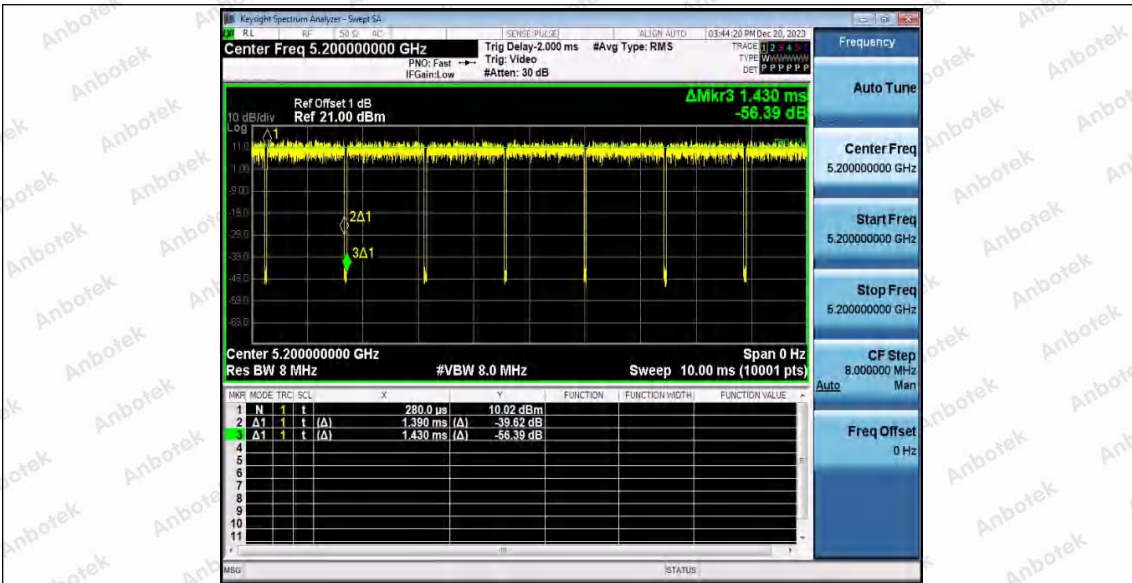 Keysight Spectrum Analyzer - Swept SA
RL RF 50 Ω AC SENSE:PULSE ALIGN AUTO 03:44:20 PM Dec 20, 2023
Center Freq 5.200000000 GHz
Trig Delay-2.000 ms #Avg Type: RMS
PNO: Fast Trig: Video
IFGain:Low #Atten: 30 dB
TRACE 1 2 3 4 5 6
TYPE WWWWWW
DET P P P P P P
Frequency
Auto Tune
ΔMkr3 1.430 ms
-56.39 dB
Ref Offset 1 dB
10 dB/div Ref 21.00 dBm
Log
11.0
1.00
-9.00
-19.0
-29.0
-39.0
-49.0
-59.0
-69.0
1
2Δ1
3Δ1
Center Freq
5.200000000 GHz
Start Freq
5.200000000 GHz
Stop Freq
5.200000000 GHz
CF Step
8.000000 MHz
Auto Man
Freq Offset
0 Hz
Center 5.200000000 GHz Span 0 Hz
Res BW 8 MHz #VBW 8.0 MHz Sweep 10.00 ms (10001 pts)
MKR MODE TRC SCL X Y FUNCTION FUNCTION WIDTH FUNCTION VALUE
1 N 1 t 280.0 µs 10.02 dBm
2 Δ1 1 t (Δ) 1.390 ms (Δ) -39.62 dB
3 Δ1 1 t (Δ) 1.430 ms (Δ) -56.39 dB
4
5
6
7
8
9
10
11
MSG STATUS
Anbotek